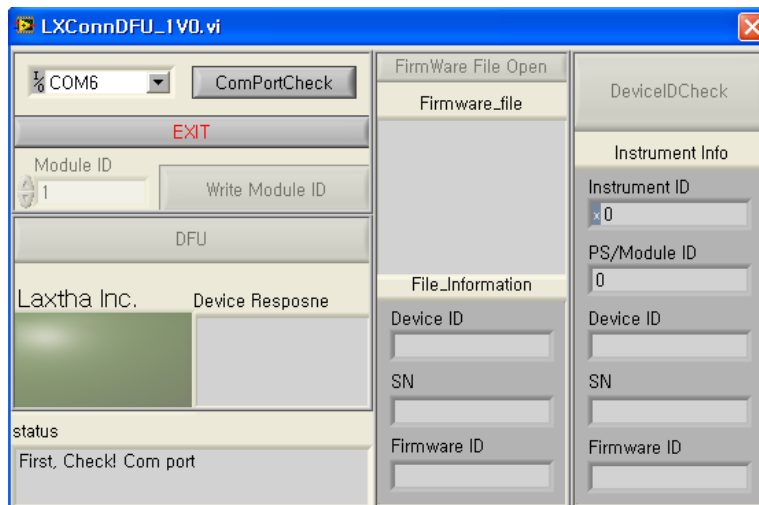 LXConnDFU_1V0.vi
COM6
ComPortCheck
EXIT
Module ID
1
Write Module ID
DFU
Laxtha Inc.
Device Resposne
status
First, Check! Com port
FirmWare File Open
Firmware_file
File_Information
Device ID
SN
Firmware ID
DeviceIDCheck
Instrument Info
Instrument ID
x 0
PS/Module ID
0
Device ID
SN
Firmware ID